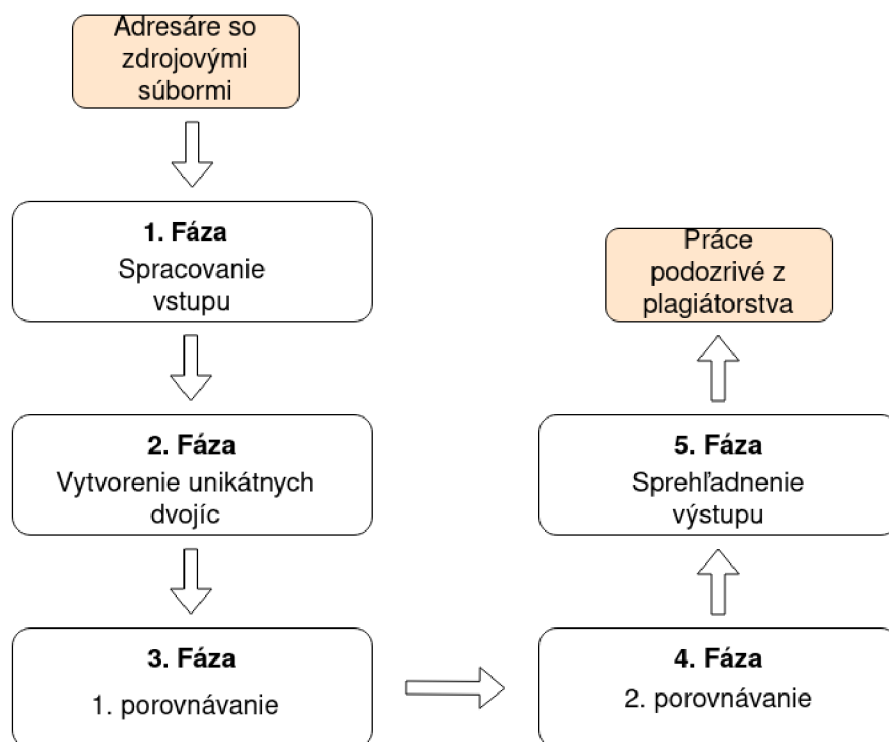 Adresáre so
zdrojovými
súbormi
1. Fáza
Spracovanie
vstupu
2. Fáza
Vytvorenie unikátnych
dvojíc
3. Fáza
1. porovnávanie
4. Fáza
2. porovnávanie
5. Fáza
Sprehľadnenie
výstupu
Práce
podozrivé z
plagiátorstva